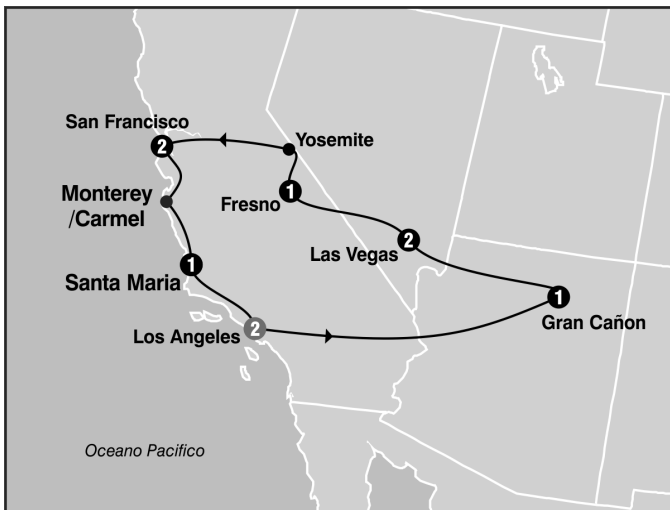 San Francisco
2
Yosemite
Monterey
/Carmel
1
Fresno
2
Las Vegas
1
Santa Maria
1
Gran Cañon
Los Angeles
2
Oceano Pacifico